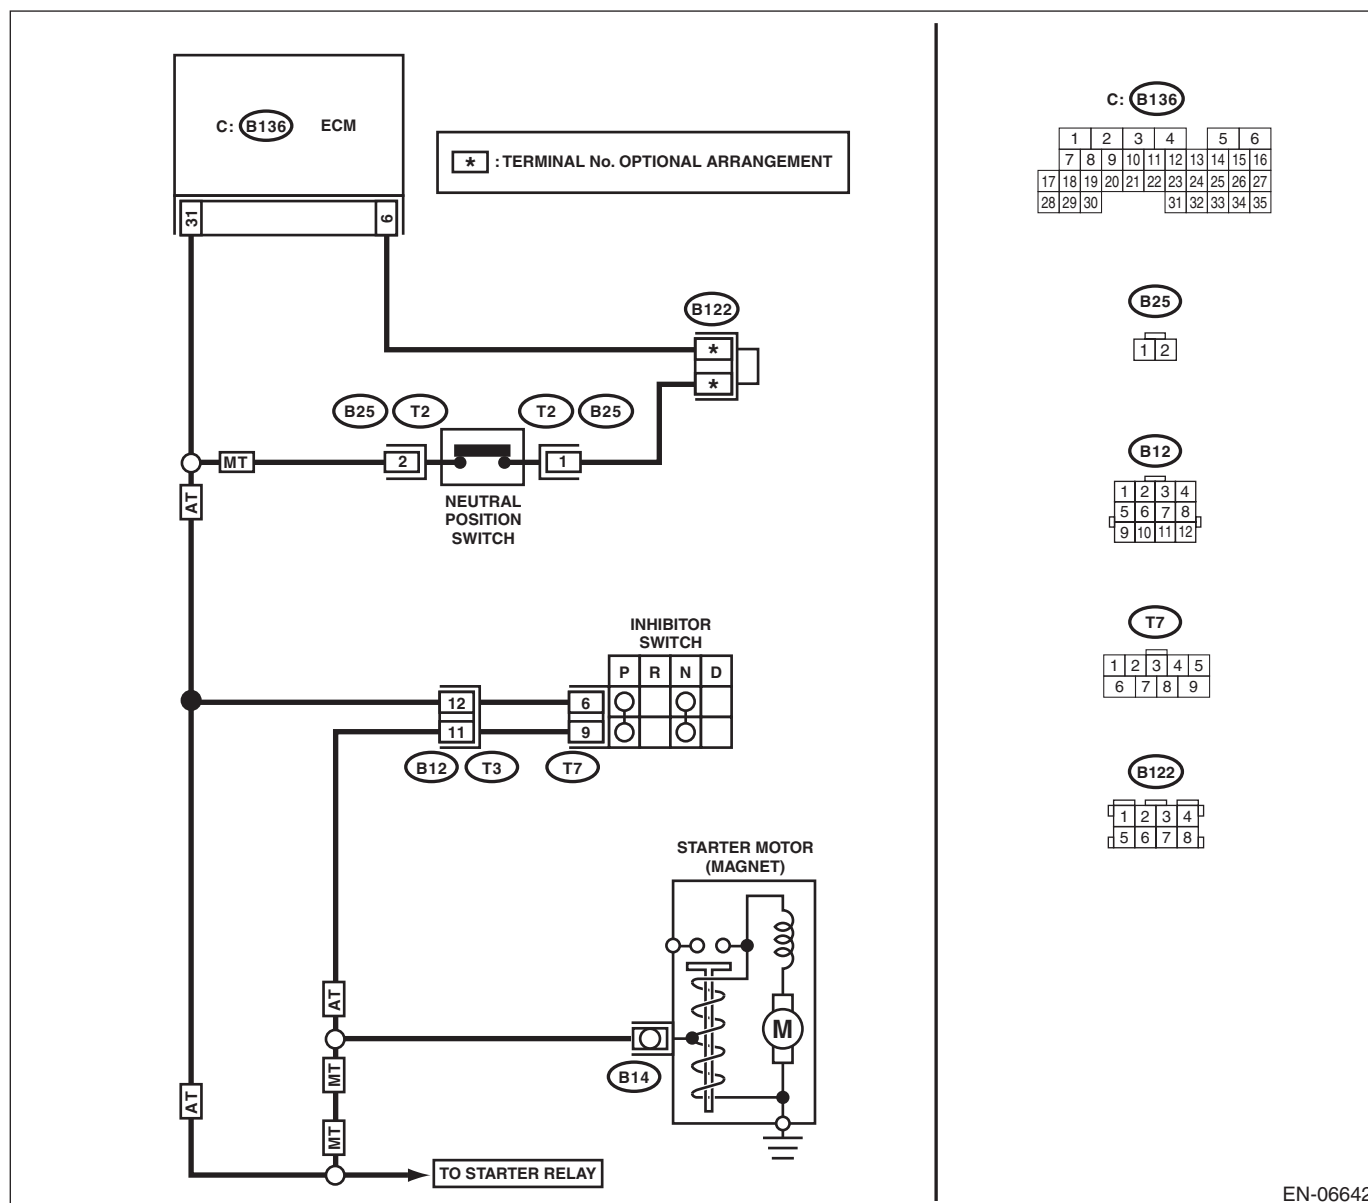 C: B136 ECM
* : TERMINAL No. OPTIONAL ARRANGEMENT
31 6
B122
*
*
B25 T2 T2 B25
MT 2 1
AT
NEUTRAL
POSITION
SWITCH
INHIBITOR
SWITCH
P R N D
12 6
11 9
B12 T3 T7
STARTER MOTOR
(MAGNET)
AT
M
MT
B14
AT
MT
TO STARTER RELAY
C: B136
1 2 3 4 5 6
7 8 9 10 11 12 13 14 15 16
17 18 19 20 21 22 23 24 25 26 27
28 29 30 31 32 33 34 35
B25
1 2
B12
1 2 3 4
5 6 7 8
9 10 11 12
T7
1 2 3 4 5
6 7 8 9
B122
1 2 3 4
5 6 7 8
EN-06642